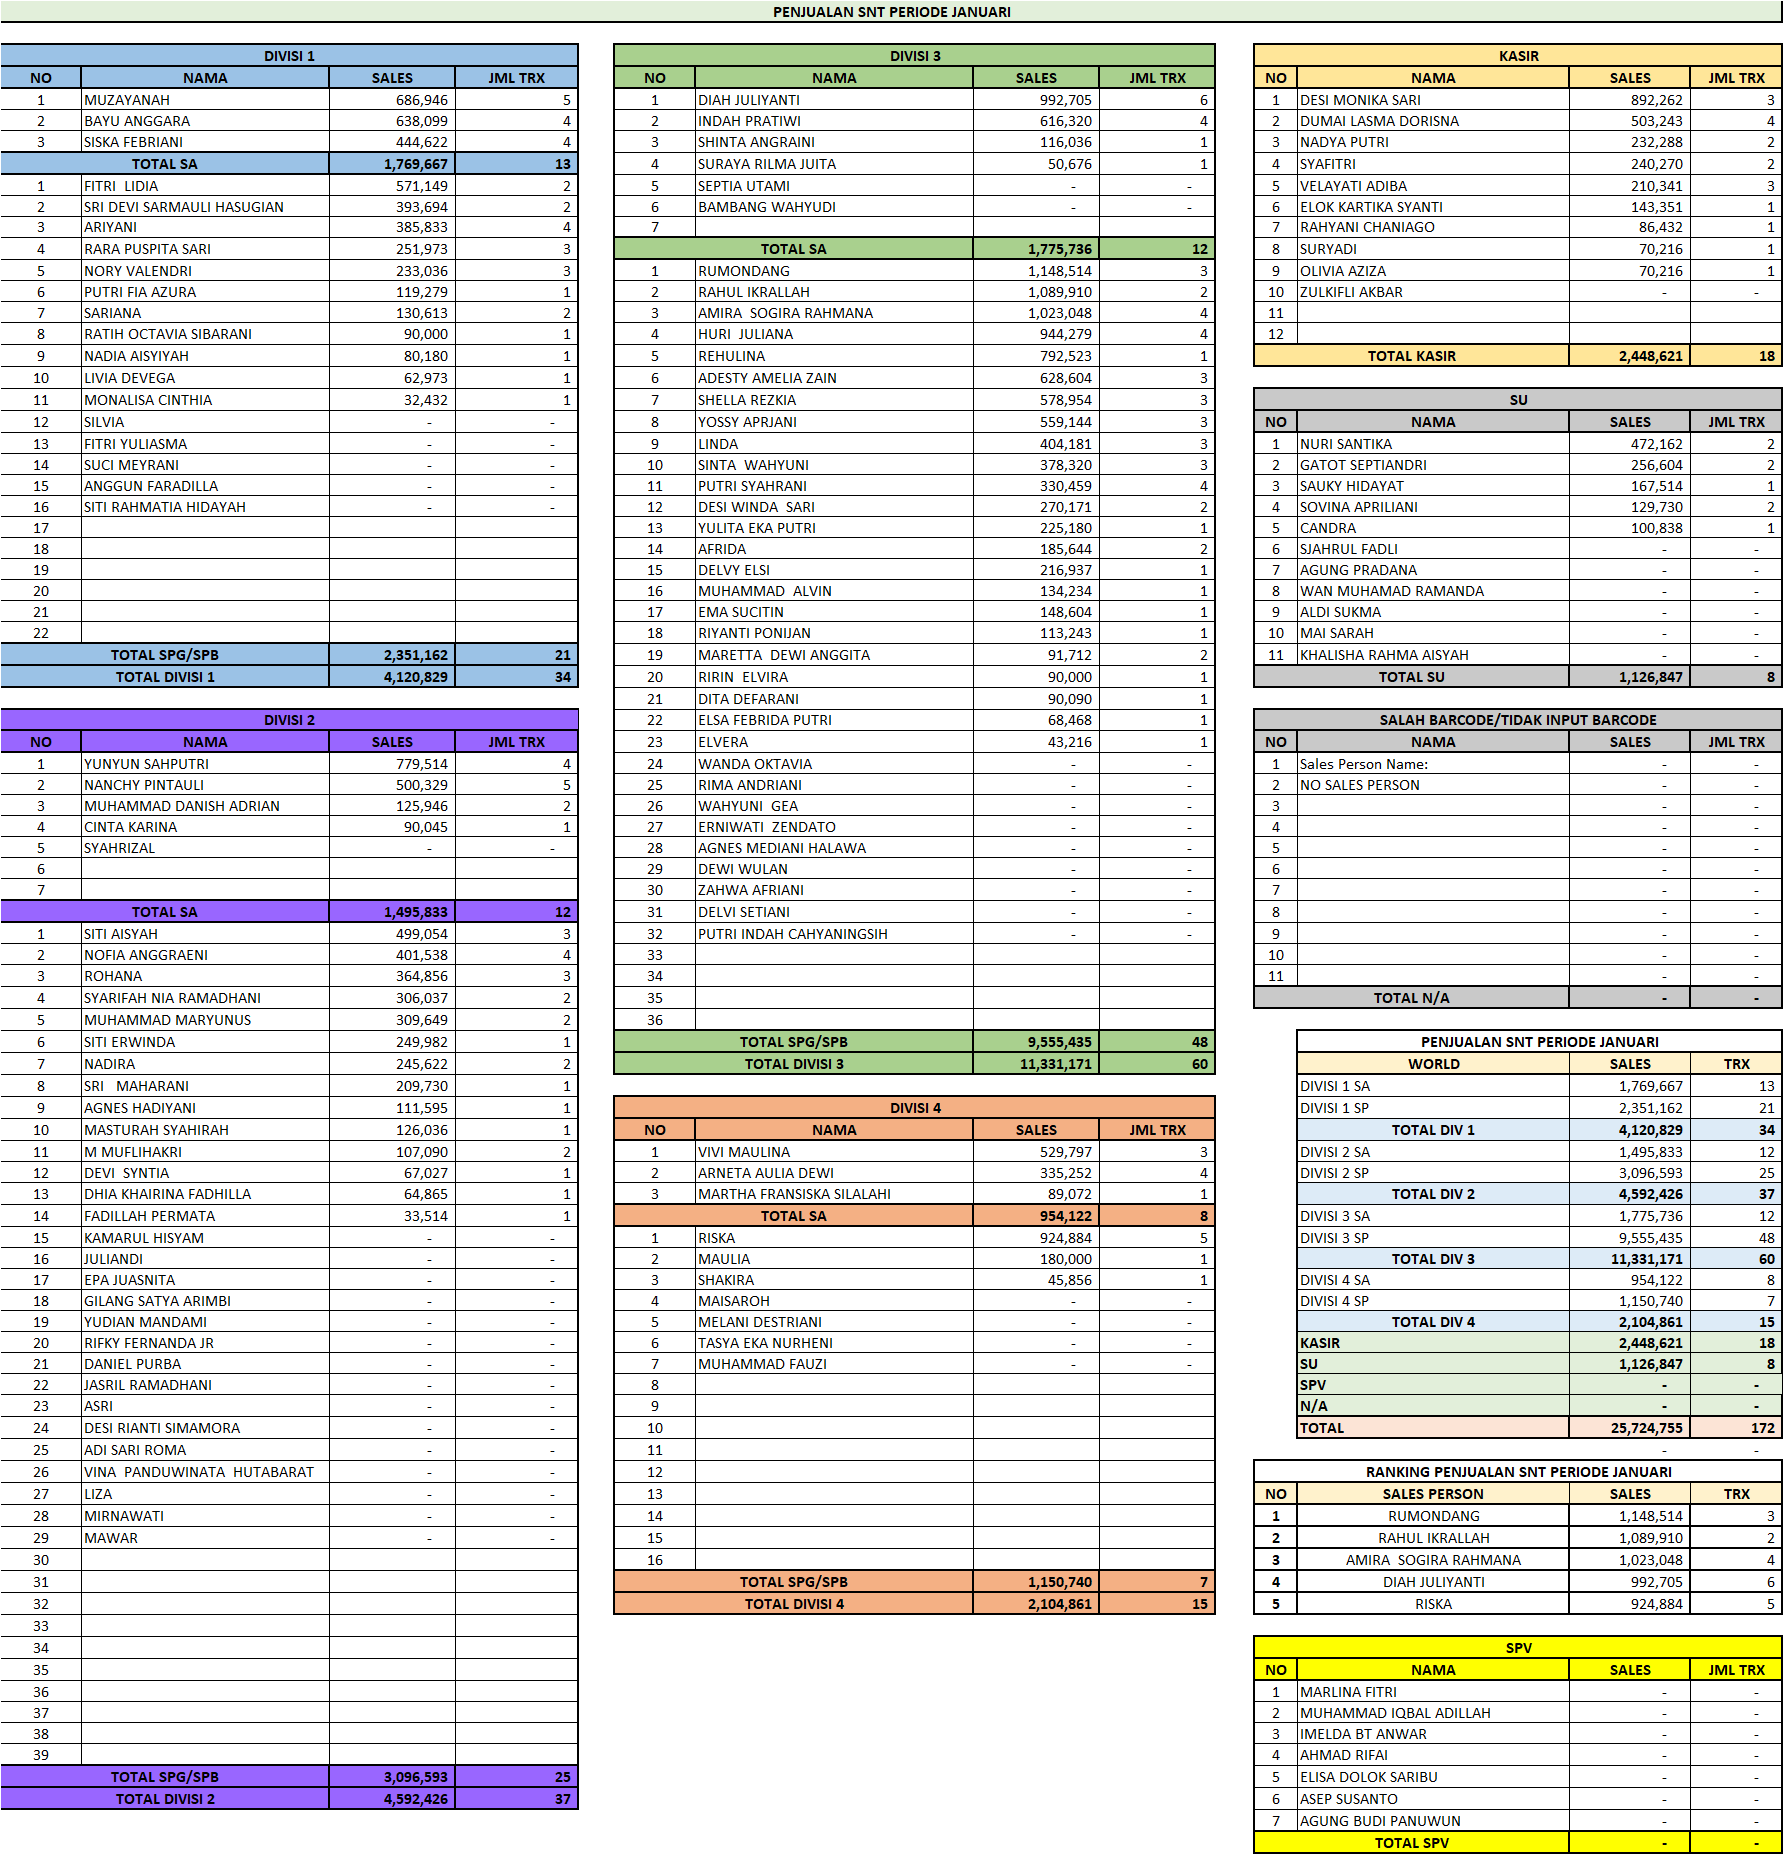 PENJUALAN SNT PERIODE JANUARI
DIVISI 1
NO NAMA SALES JML TRX
1 MUZAYANAH 686,946 5
2 BAYU ANGGARA 638,099 4
3 SISKA FEBRIANI 444,622 4
TOTAL SA 1,769,667 13
1 FITRI  LIDIA 571,149 2
2 SRI DEVI SARMAULI HASUGIAN 393,694 2
3 ARIYANI 385,833 4
4 RARA PUSPITA SARI 251,973 3
5 NORY VALENDRI 233,036 3
6 PUTRI FIA AZURA 119,279 1
7 SARIANA 130,613 2
8 RATIH OCTAVIA SIBARANI 90,000 1
9 NADIA AISYIYAH 80,180 1
10 LIVIA DEVEGA 62,973 1
11 MONALISA CINTHIA 32,432 1
12 SILVIA - -
13 FITRI YULIASMA - -
14 SUCI MEYRANI - -
15 ANGGUN FARADILLA - -
16 SITI RAHMATIA HIDAYAH - -
17
18
19
20
21
22
TOTAL SPG/SPB 2,351,162 21
TOTAL DIVISI 1 4,120,829 34
DIVISI 2
NO NAMA SALES JML TRX
1 YUNYUN SAHPUTRI 779,514 4
2 NANCHY PINTAULI 500,329 5
3 MUHAMMAD DANISH ADRIAN 125,946 2
4 CINTA KARINA 90,045 1
5 SYAHRIZAL - -
6
7
TOTAL SA 1,495,833 12
1 SITI AISYAH 499,054 3
2 NOFIA ANGGRAENI 401,538 4
3 ROHANA 364,856 3
4 SYARIFAH NIA RAMADHANI 306,037 2
5 MUHAMMAD MARYUNUS 309,649 2
6 SITI ERWINDA 249,982 1
7 NADIRA 245,622 2
8 SRI   MAHARANI 209,730 1
9 AGNES HADIYANI 111,595 1
10 MASTURAH SYAHIRAH 126,036 1
11 M MUFLIHAKRI 107,090 2
12 DEVI  SYNTIA 67,027 1
13 DHIA KHAIRINA FADHILLA 64,865 1
14 FADILLAH PERMATA 33,514 1
15 KAMARUL HISYAM - -
16 JULIANDI - -
17 EPA JUASNITA - -
18 GILANG SATYA ARIMBI - -
19 YUDIAN MANDAMI - -
20 RIFKY FERNANDA JR - -
21 DANIEL PURBA - -
22 JASRIL RAMADHANI - -
23 ASRI - -
24 DESI RIANTI SIMAMORA - -
25 ADI SARI ROMA - -
26 VINA  PANDUWINATA  HUTABARAT - -
27 LIZA - -
28 MIRNAWATI - -
29 MAWAR - -
30
31
32
33
34
35
36
37
38
39
TOTAL SPG/SPB 3,096,593 25
TOTAL DIVISI 2 4,592,426 37
DIVISI 3
NO NAMA SALES JML TRX
1 DIAH JULIYANTI 992,705 6
2 INDAH PRATIWI 616,320 4
3 SHINTA ANGRAINI 116,036 1
4 SURAYA RILMA JUITA 50,676 1
5 SEPTIA UTAMI - -
6 BAMBANG WAHYUDI - -
7
TOTAL SA 1,775,736 12
1 RUMONDANG 1,148,514 3
2 RAHUL IKRALLAH 1,089,910 2
3 AMIRA  SOGIRA RAHMANA 1,023,048 4
4 HURI  JULIANA 944,279 4
5 REHULINA 792,523 1
6 ADESTY AMELIA ZAIN 628,604 3
7 SHELLA REZKIA 578,954 3
8 YOSSY APRJANI 559,144 3
9 LINDA 404,181 3
10 SINTA  WAHYUNI 378,320 3
11 PUTRI SYAHRANI 330,459 4
12 DESI WINDA  SARI 270,171 2
13 YULITA EKA PUTRI 225,180 1
14 AFRIDA 185,644 2
15 DELVY ELSI 216,937 1
16 MUHAMMAD  ALVIN 134,234 1
17 EMA SUCITIN 148,604 1
18 RIYANTI PONIJAN 113,243 1
19 MARETTA  DEWI ANGGITA 91,712 2
20 RIRIN  ELVIRA 90,000 1
21 DITA DEFARANI 90,090 1
22 ELSA FEBRIDA PUTRI 68,468 1
23 ELVERA 43,216 1
24 WANDA OKTAVIA - -
25 RIMA ANDRIANI - -
26 WAHYUNI  GEA - -
27 ERNIWATI  ZENDATO - -
28 AGNES MEDIANI HALAWA - -
29 DEWI WULAN - -
30 ZAHWA AFRIANI - -
31 DELVI SETIANI - -
32 PUTRI INDAH CAHYANINGSIH - -
33
34
35
36
TOTAL SPG/SPB 9,555,435 48
TOTAL DIVISI 3 11,331,171 60
DIVISI 4
NO NAMA SALES JML TRX
1 VIVI MAULINA 529,797 3
2 ARNETA AULIA DEWI 335,252 4
3 MARTHA FRANSISKA SILALAHI 89,072 1
TOTAL SA 954,122 8
1 RISKA 924,884 5
2 MAULIA 180,000 1
3 SHAKIRA 45,856 1
4 MAISAROH - -
5 MELANI DESTRIANI - -
6 TASYA EKA NURHENI - -
7 MUHAMMAD FAUZI - -
8
9
10
11
12
13
14
15
16
TOTAL SPG/SPB 1,150,740 7
TOTAL DIVISI 4 2,104,861 15
KASIR
NO NAMA SALES JML TRX
1 DESI MONIKA SARI 892,262 3
2 DUMAI LASMA DORISNA 503,243 4
3 NADYA PUTRI 232,288 2
4 SYAFITRI 240,270 2
5 VELAYATI ADIBA 210,341 3
6 ELOK KARTIKA SYANTI 143,351 1
7 RAHYANI CHANIAGO 86,432 1
8 SURYADI 70,216 1
9 OLIVIA AZIZA 70,216 1
10 ZULKIFLI AKBAR - -
11
12
TOTAL KASIR 2,448,621 18
SU
NO NAMA SALES JML TRX
1 NURI SANTIKA 472,162 2
2 GATOT SEPTIANDRI 256,604 2
3 SAUKY HIDAYAT 167,514 1
4 SOVINA APRILIANI 129,730 2
5 CANDRA 100,838 1
6 SJAHRUL FADLI - -
7 AGUNG PRADANA - -
8 WAN MUHAMAD RAMANDA - -
9 ALDI SUKMA - -
10 MAI SARAH - -
11 KHALISHA RAHMA AISYAH - -
TOTAL SU 1,126,847 8
SALAH BARCODE/TIDAK INPUT BARCODE
NO NAMA SALES JML TRX
1 Sales Person Name: - -
2 NO SALES PERSON - -
3 - -
4 - -
5 - -
6 - -
7 - -
8 - -
9 - -
10 - -
11 - -
TOTAL N/A - -
PENJUALAN SNT PERIODE JANUARI
WORLD SALES TRX
DIVISI 1 SA 1,769,667 13
DIVISI 1 SP 2,351,162 21
TOTAL DIV 1 4,120,829 34
DIVISI 2 SA 1,495,833 12
DIVISI 2 SP 3,096,593 25
TOTAL DIV 2 4,592,426 37
DIVISI 3 SA 1,775,736 12
DIVISI 3 SP 9,555,435 48
TOTAL DIV 3 11,331,171 60
DIVISI 4 SA 954,122 8
DIVISI 4 SP 1,150,740 7
TOTAL DIV 4 2,104,861 15
KASIR 2,448,621 18
SU 1,126,847 8
SPV - -
N/A - -
TOTAL 25,724,755 172
- -
RANKING PENJUALAN SNT PERIODE JANUARI
NO SALES PERSON SALES TRX
1 RUMONDANG 1,148,514 3
2 RAHUL IKRALLAH 1,089,910 2
3 AMIRA  SOGIRA RAHMANA 1,023,048 4
4 DIAH JULIYANTI 992,705 6
5 RISKA 924,884 5
SPV
NO NAMA SALES JML TRX
1 MARLINA FITRI - -
2 MUHAMMAD IQBAL ADILLAH - -
3 IMELDA BT ANWAR - -
4 AHMAD RIFAI - -
5 ELISA DOLOK SARIBU - -
6 ASEP SUSANTO - -
7 AGUNG BUDI PANUWUN - -
TOTAL SPV - -